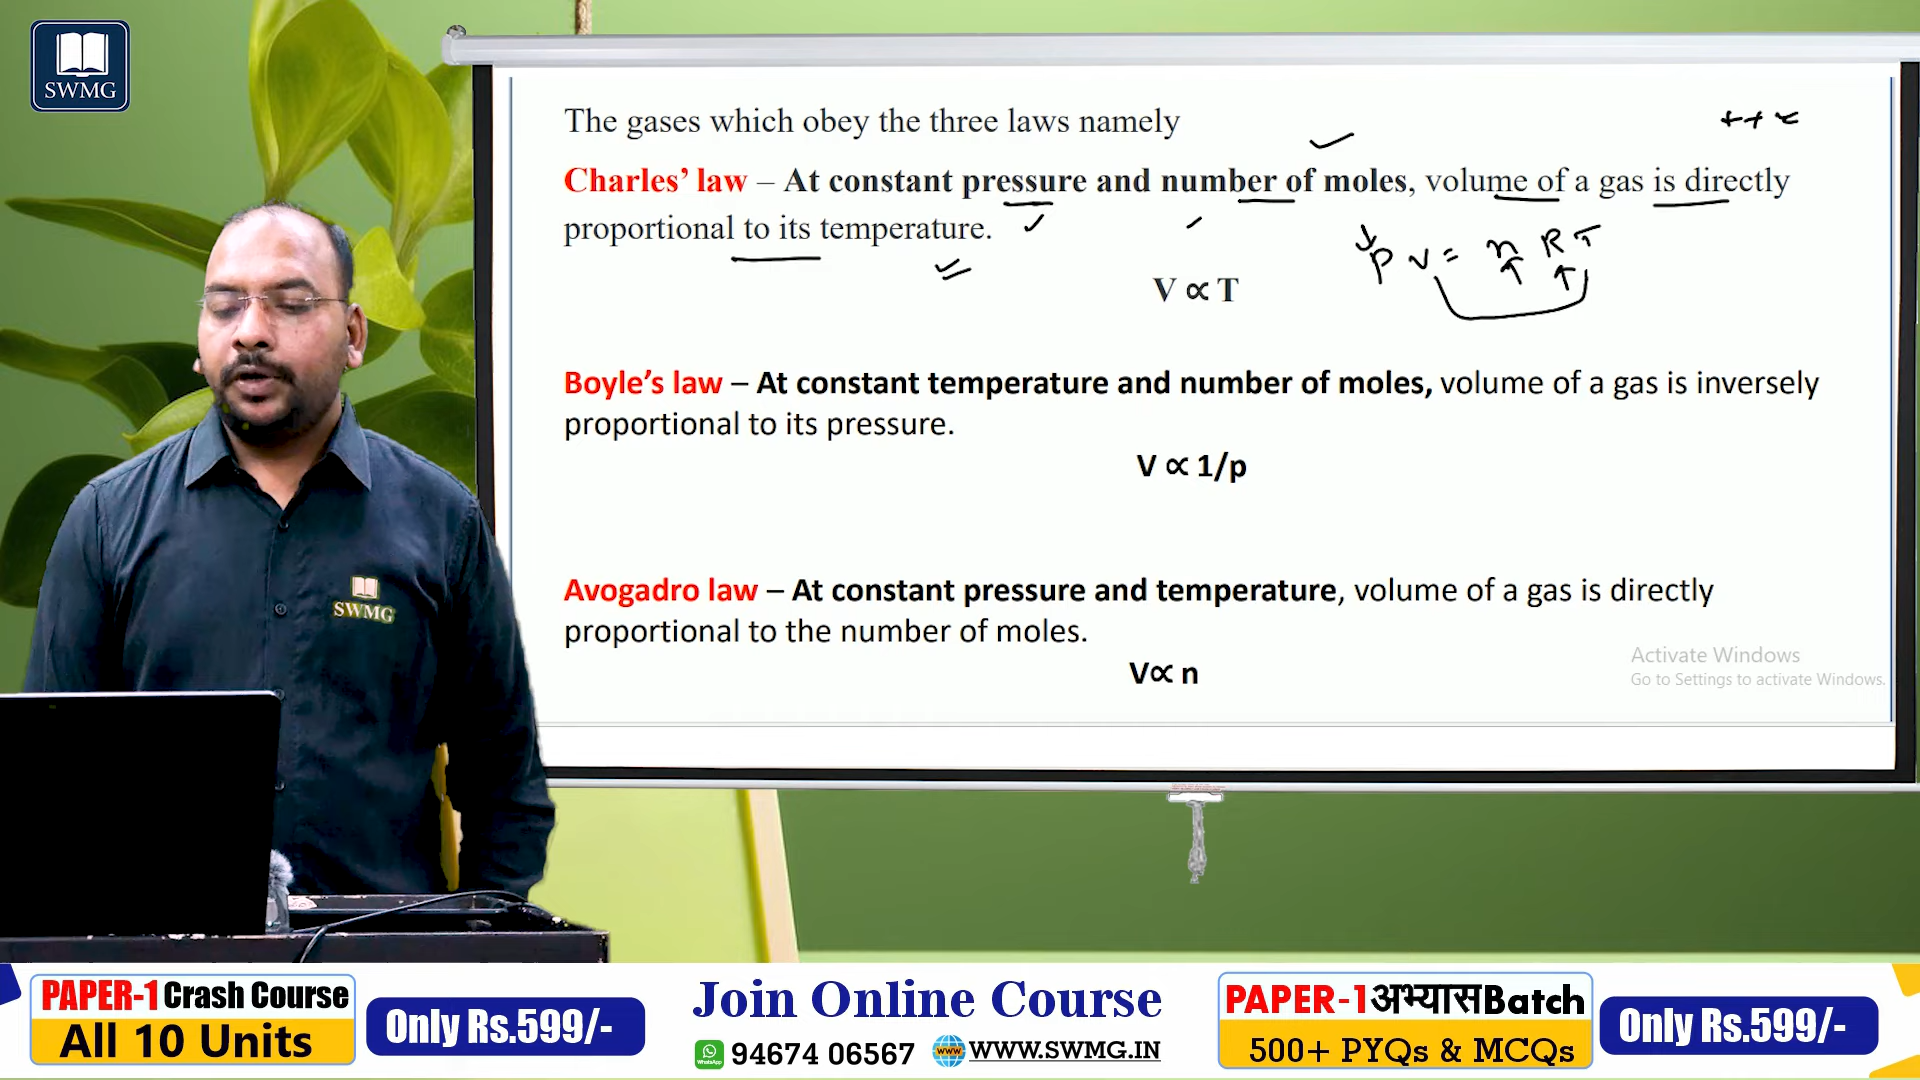 SWMG
The gases which obey the three laws namely
Charles’ law – At constant pressure and number of moles, volume of a gas is directly
proportional to its temperature.
p v = n R T
V ∝ T
Boyle’s law – At constant temperature and number of moles, volume of a gas is inversely
proportional to its pressure.
V ∝ 1/p
Avogadro law – At constant pressure and temperature, volume of a gas is directly
proportional to the number of moles.
V∝ n
Activate Windows
Go to Settings to activate Windows.
SWMG
PAPER-1 Crash Course
All 10 Units
Only Rs.599/-
Join Online Course
94674 06567
WWW.SWMG.IN
PAPER-1 अभ्यास Batch
500+ PYQs & MCQs
Only Rs.599/-